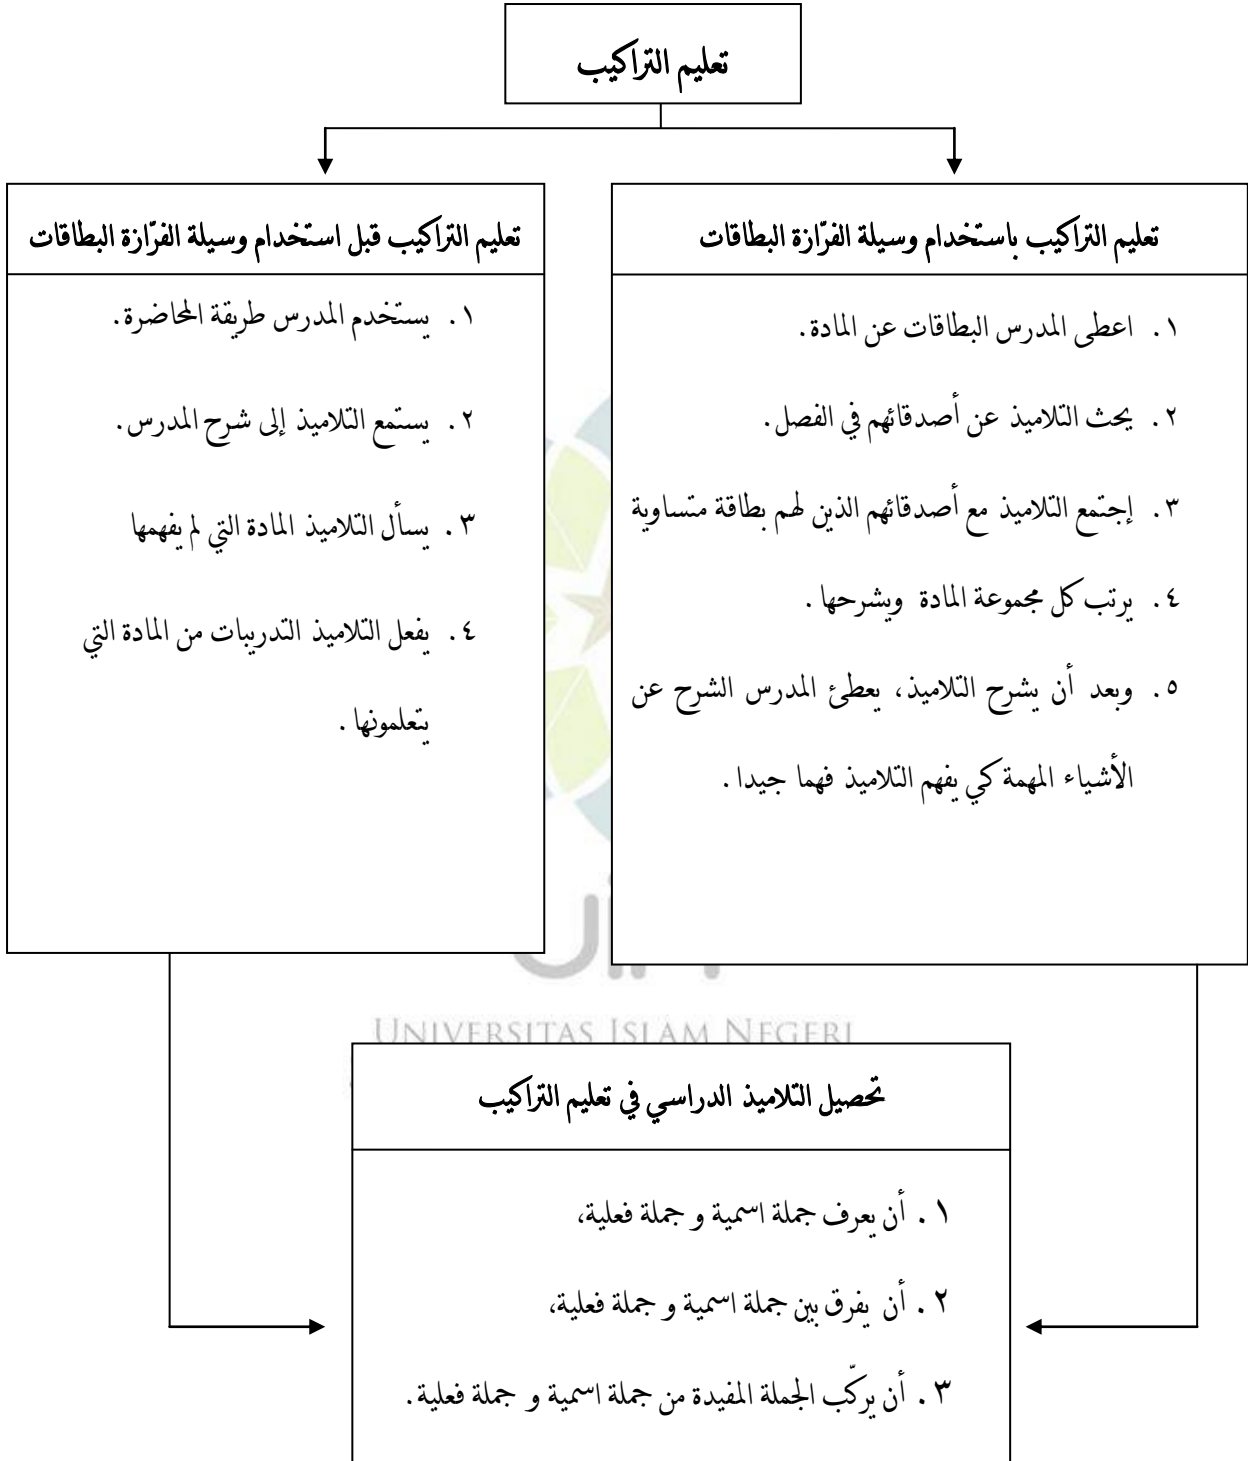 تعليم التراكيب
تعليم التراكيب باستخدام وسيلة الفرّازة البطاقات
١. اعطى المدرس البطاقات عن المادة.
٢. يحث التلاميذ عن أصدقائهم في الفصل.
٣. إجتمع التلاميذ مع أصدقائهم الذين لهم بطاقة متساوية
٤. يرتب كل مجموعة المادة ويشرحها.
٥. وبعد أن يشرح التلاميذ، يعطئ المدرس الشرح عن
الأشياء المهمة كي يفهم التلاميذ فهما جيدا.
تعليم التراكيب قبل استخدام وسيلة الفرّازة البطاقات
١. يستخدم المدرس طريقة المحاضرة.
٢. يستمع التلاميذ إلى شرح المدرس.
٣. يسأل التلاميذ المادة التي لم يفهمها
٤. يفعل التلاميذ التدريبات من المادة التي
يتعلمونها.
UNIVERSITAS ISLAM NEGERI
تحصيل التلاميذ الدراسي في تعليم التراكيب
١. أن يعرف جملة اسمية و جملة فعلية،
٢. أن يفرق بين جملة اسمية و جملة فعلية،
٣. أن يركّب الجملة المفيدة من جملة اسمية و جملة فعلية.